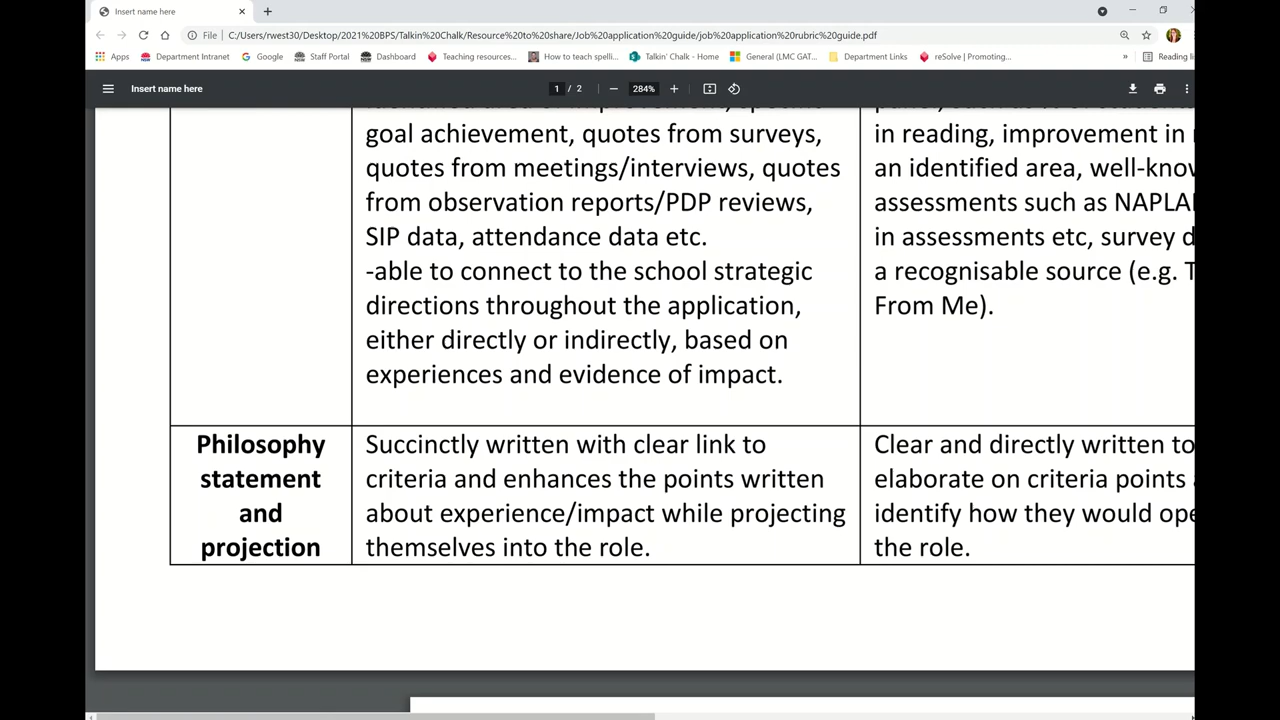 Insert name here
File C:/Users/rwest30/Desktop/2021%20BPS/Talkin%20Chalk/Resource%20to%20share/Job%20application%20guide/job%20application%20rubric%20guide.pdf
Apps Department Intranet Google Staff Portal Dashboard Teaching resources... How to teach spelli... Talkin' Chalk - Home General (LMC GAT... Department Links reSolve | Promoting... » Reading li
Insert name here 1 / 2 284%
goal achievement, quotes from surveys,
quotes from meetings/interviews, quotes
from observation reports/PDP reviews,
SIP data, attendance data etc.
-able to connect to the school strategic
directions throughout the application,
either directly or indirectly, based on
experiences and evidence of impact.
in reading, improvement in
an identified area, well-know
assessments such as NAPLA
in assessments etc, survey d
a recognisable source (e.g. T
From Me).
Philosophy
statement
and
projection
Succinctly written with clear link to
criteria and enhances the points written
about experience/impact while projecting
themselves into the role.
Clear and directly written to
elaborate on criteria points
identify how they would ope
the role.